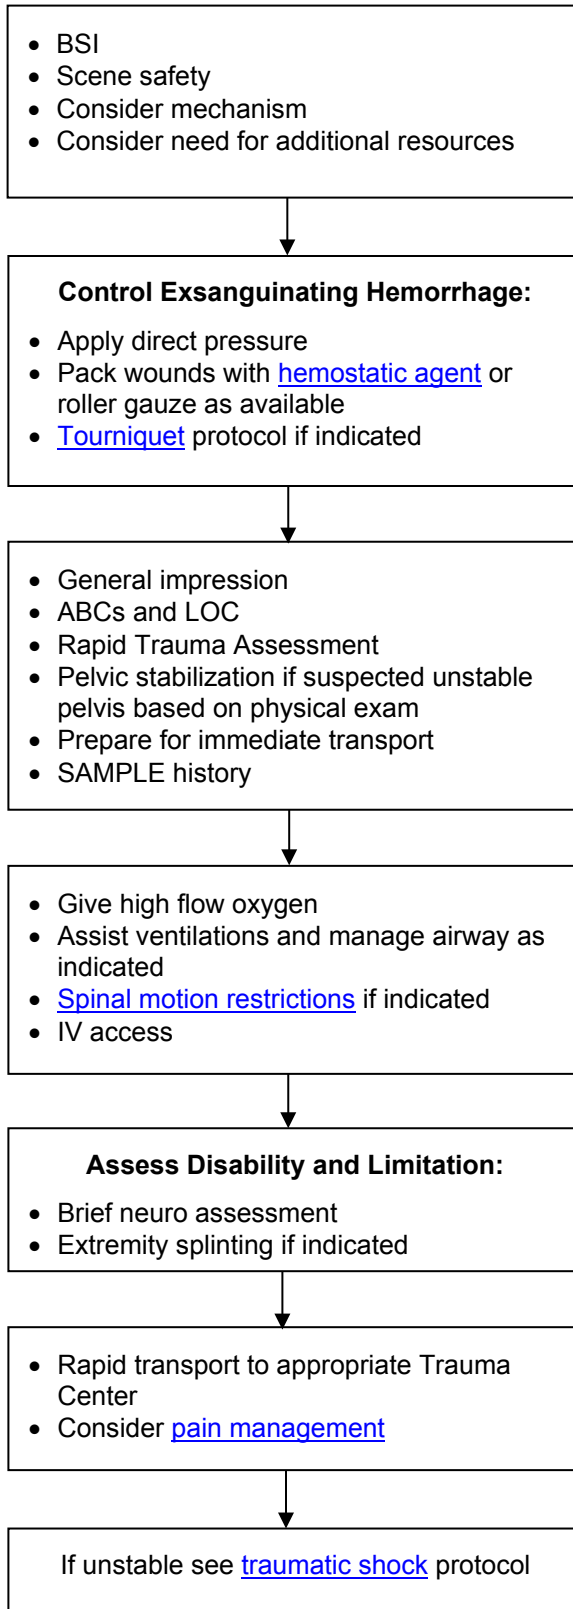 • BSI
• Scene safety
• Consider mechanism
• Consider need for additional resources
Control Exsanguinating Hemorrhage:
• Apply direct pressure
• Pack wounds with hemostatic agent or
roller gauze as available
• Tourniquet protocol if indicated
• General impression
• ABCs and LOC
• Rapid Trauma Assessment
• Pelvic stabilization if suspected unstable
pelvis based on physical exam
• Prepare for immediate transport
• SAMPLE history
• Give high flow oxygen
• Assist ventilations and manage airway as
indicated
• Spinal motion restrictions if indicated
• IV access
Assess Disability and Limitation:
• Brief neuro assessment
• Extremity splinting if indicated
• Rapid transport to appropriate Trauma
Center
• Consider pain management
If unstable see traumatic shock protocol